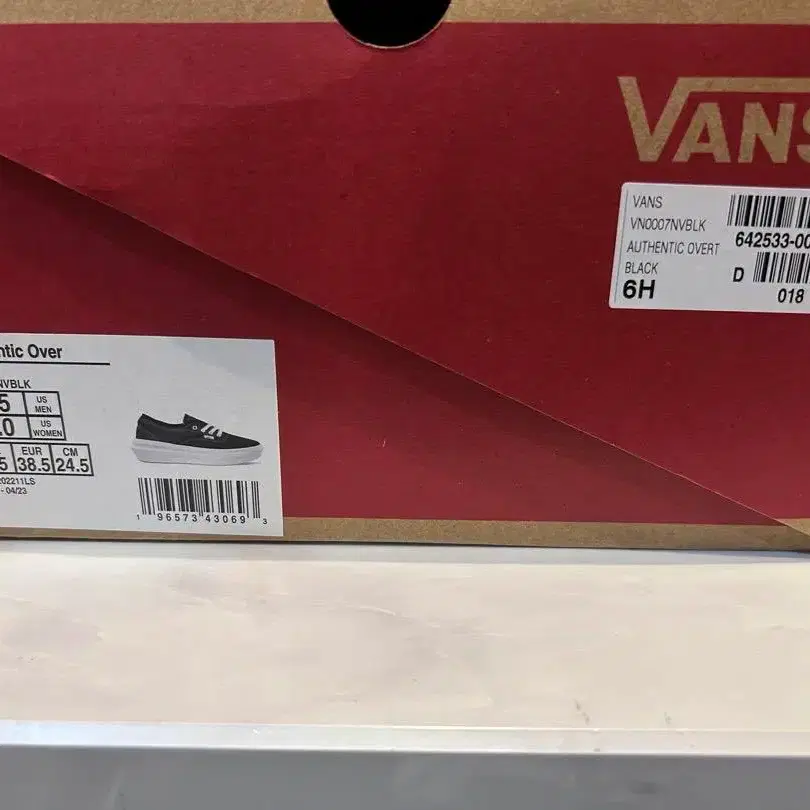 VANS
VANS
VN0007NVBLK
AUTHENTIC OVERT
BLACK
6H
642533-00
D
018
ntic Over
NVBLK
5 US MEN
.0 US WOMEN
5 EUR 38.5 CM 24.5
202211LS
- 04/23
1 96573 43069 3